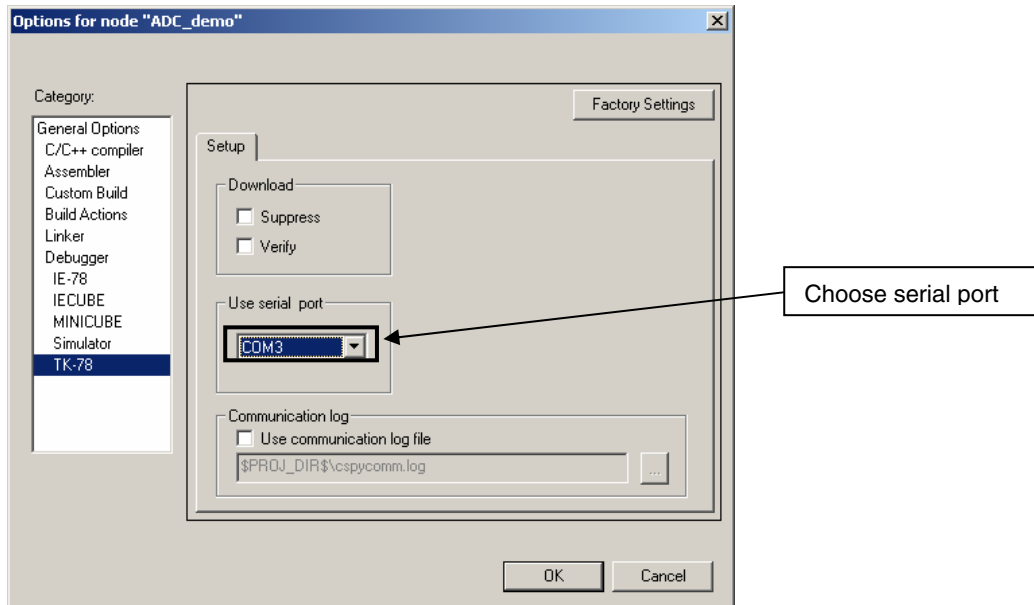 Options for node "ADC_demo"
Category:
General Options
C/C++ compiler
Assembler
Custom Build
Build Actions
Linker
Debugger
IE-78
IECUBE
MINICUBE
Simulator
TK-78
Factory Settings
Setup
Download
Suppress
Verify
Use serial port
COM3
Communication log
Use communication log file
$PROJ_DIR$\cspycomm.log
...
OK
Cancel
Choose serial port